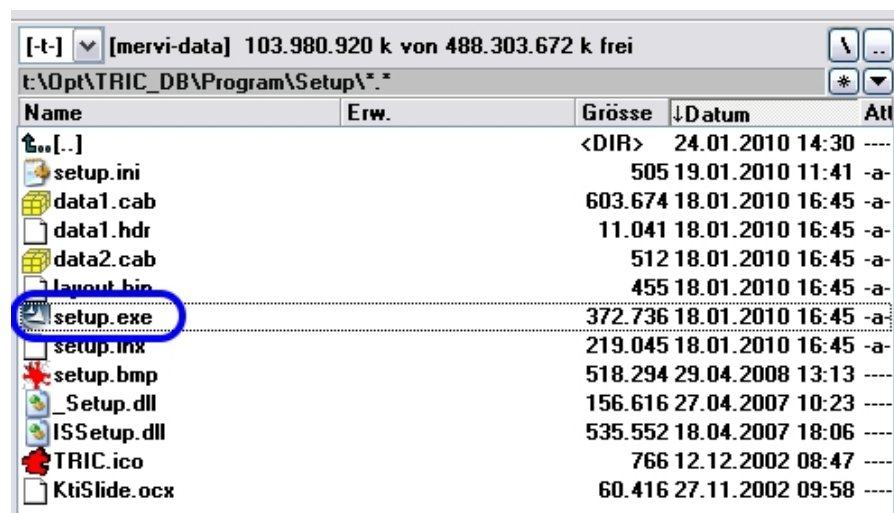 [-t-] [mervi-data] 103.980.920 k von 488.303.672 k frei \ ..
t:\Opt\TRIC_DB\Program\Setup\*.* * ▼
Name Erw. Grösse ↓Datum Att
[..] <DIR> 24.01.2010 14:30 ----
setup.ini 505 19.01.2010 11:41 -a-
data1.cab 603.674 18.01.2010 16:45 -a-
data1.hdr 11.041 18.01.2010 16:45 -a-
data2.cab 512 18.01.2010 16:45 -a-
layout.bin 455 18.01.2010 16:45 -a-
setup.exe 372.736 18.01.2010 16:45 -a-
setup.inx 219.045 18.01.2010 16:45 -a-
setup.bmp 518.294 29.04.2008 13:13 ----
_Setup.dll 156.616 27.04.2007 10:23 ----
ISSetup.dll 535.552 18.04.2007 18:06 ----
TRIC.ico 766 12.12.2002 08:47 ----
KtiSlide.ocx 60.416 27.11.2002 09:58 ----